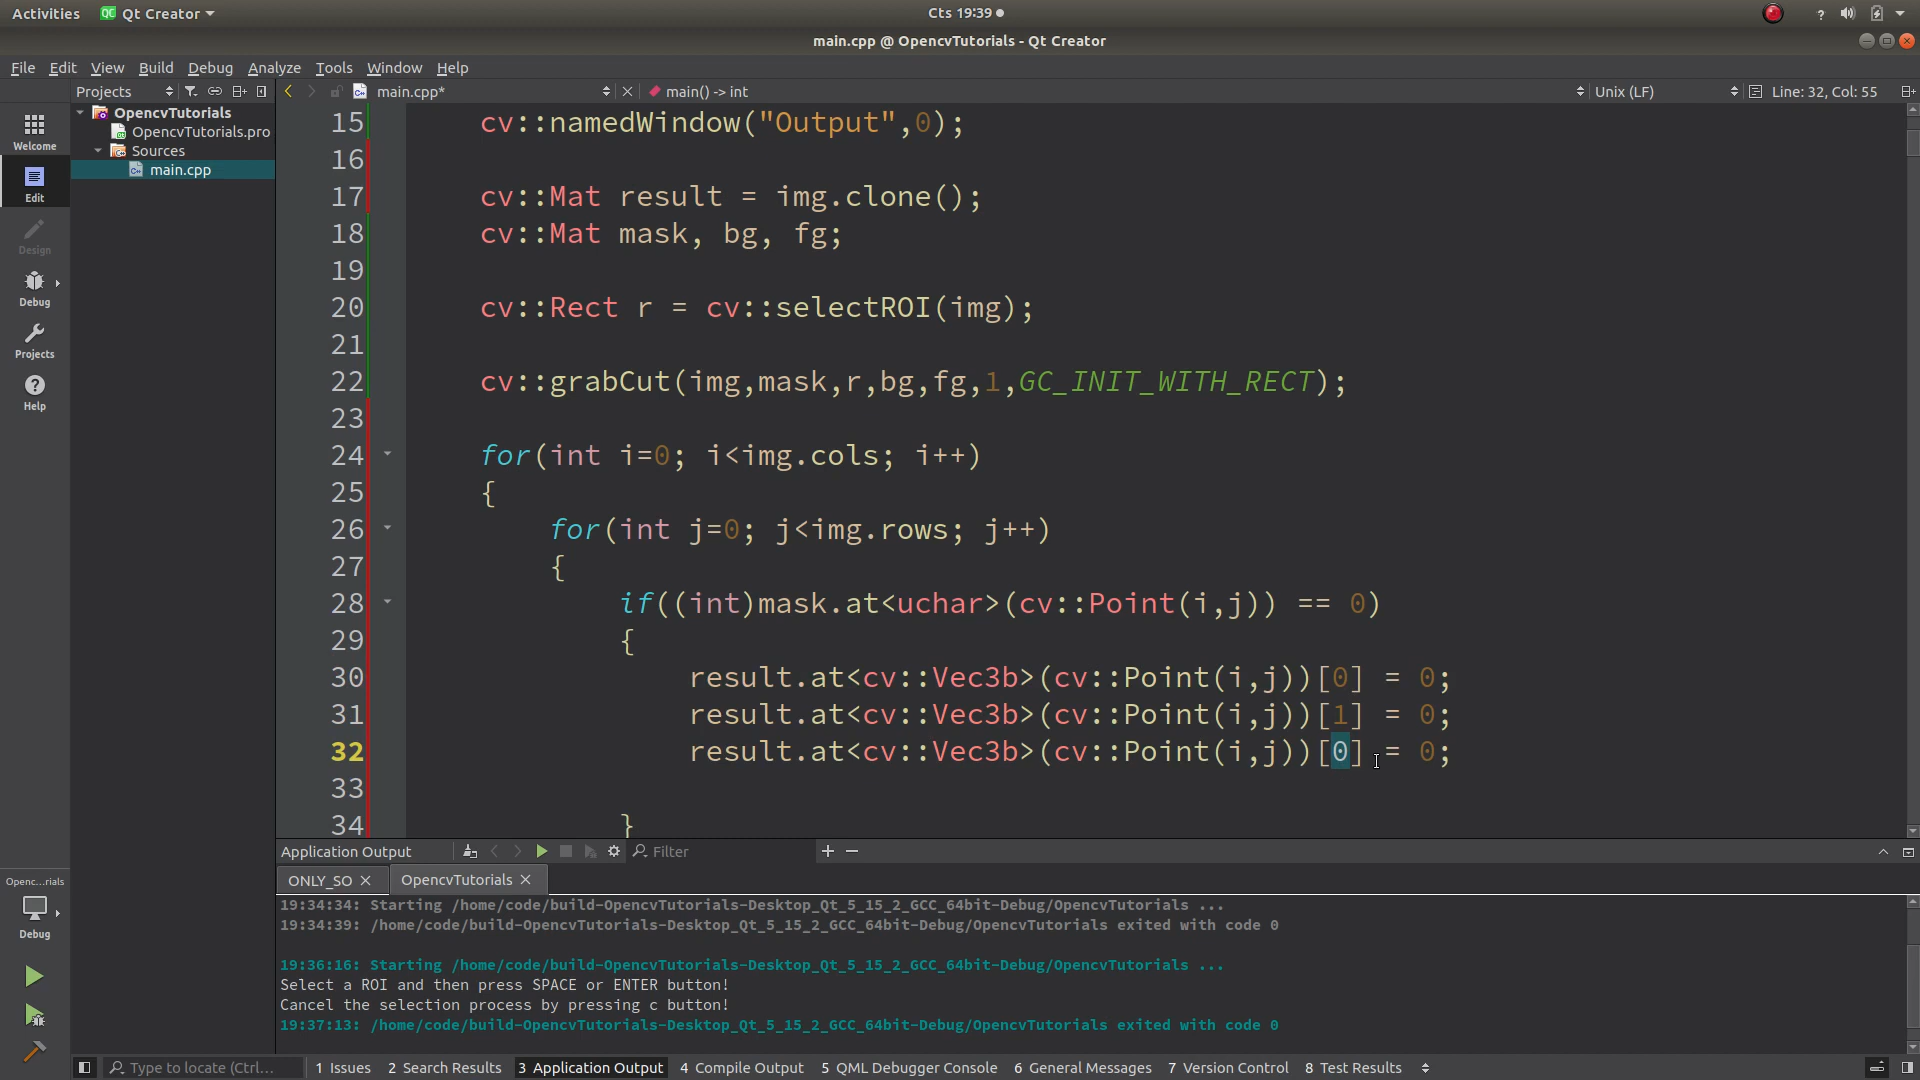 Activities Qt Creator Cts 19:39
main.cpp @ OpencvTutorials - Qt Creator
File Edit View Build Debug Analyze Tools Window Help
Projects main.cpp* main() -> int Unix (LF) Line: 32, Col: 55
OpencvTutorials
OpencvTutorials.pro
Sources
main.cpp
Welcome
Edit
Design
Debug
Projects
Help
15 cv::namedWindow("Output",0);
16
17 cv::Mat result = img.clone();
18 cv::Mat mask, bg, fg;
19
20 cv::Rect r = cv::selectROI(img);
21
22 cv::grabCut(img,mask,r,bg,fg,1,GC_INIT_WITH_RECT);
23
24 for(int i=0; i<img.cols; i++)
25 {
26 for(int j=0; j<img.rows; j++)
27 {
28 if((int)mask.at<uchar>(cv::Point(i,j)) == 0)
29 {
30 result.at<cv::Vec3b>(cv::Point(i,j))[0] = 0;
31 result.at<cv::Vec3b>(cv::Point(i,j))[1] = 0;
32 result.at<cv::Vec3b>(cv::Point(i,j))[0] = 0;
33
34 }
Application Output Filter
ONLY_SO OpencvTutorials
19:34:34: Starting /home/code/build-OpencvTutorials-Desktop_Qt_5_15_2_GCC_64bit-Debug/OpencvTutorials ...
19:34:39: /home/code/build-OpencvTutorials-Desktop_Qt_5_15_2_GCC_64bit-Debug/OpencvTutorials exited with code 0
19:36:16: Starting /home/code/build-OpencvTutorials-Desktop_Qt_5_15_2_GCC_64bit-Debug/OpencvTutorials ...
Select a ROI and then press SPACE or ENTER button!
Cancel the selection process by pressing c button!
19:37:13: /home/code/build-OpencvTutorials-Desktop_Qt_5_15_2_GCC_64bit-Debug/OpencvTutorials exited with code 0
Openc...rials
Debug
Type to locate (Ctrl... 1 Issues 2 Search Results 3 Application Output 4 Compile Output 5 QML Debugger Console 6 General Messages 7 Version Control 8 Test Results